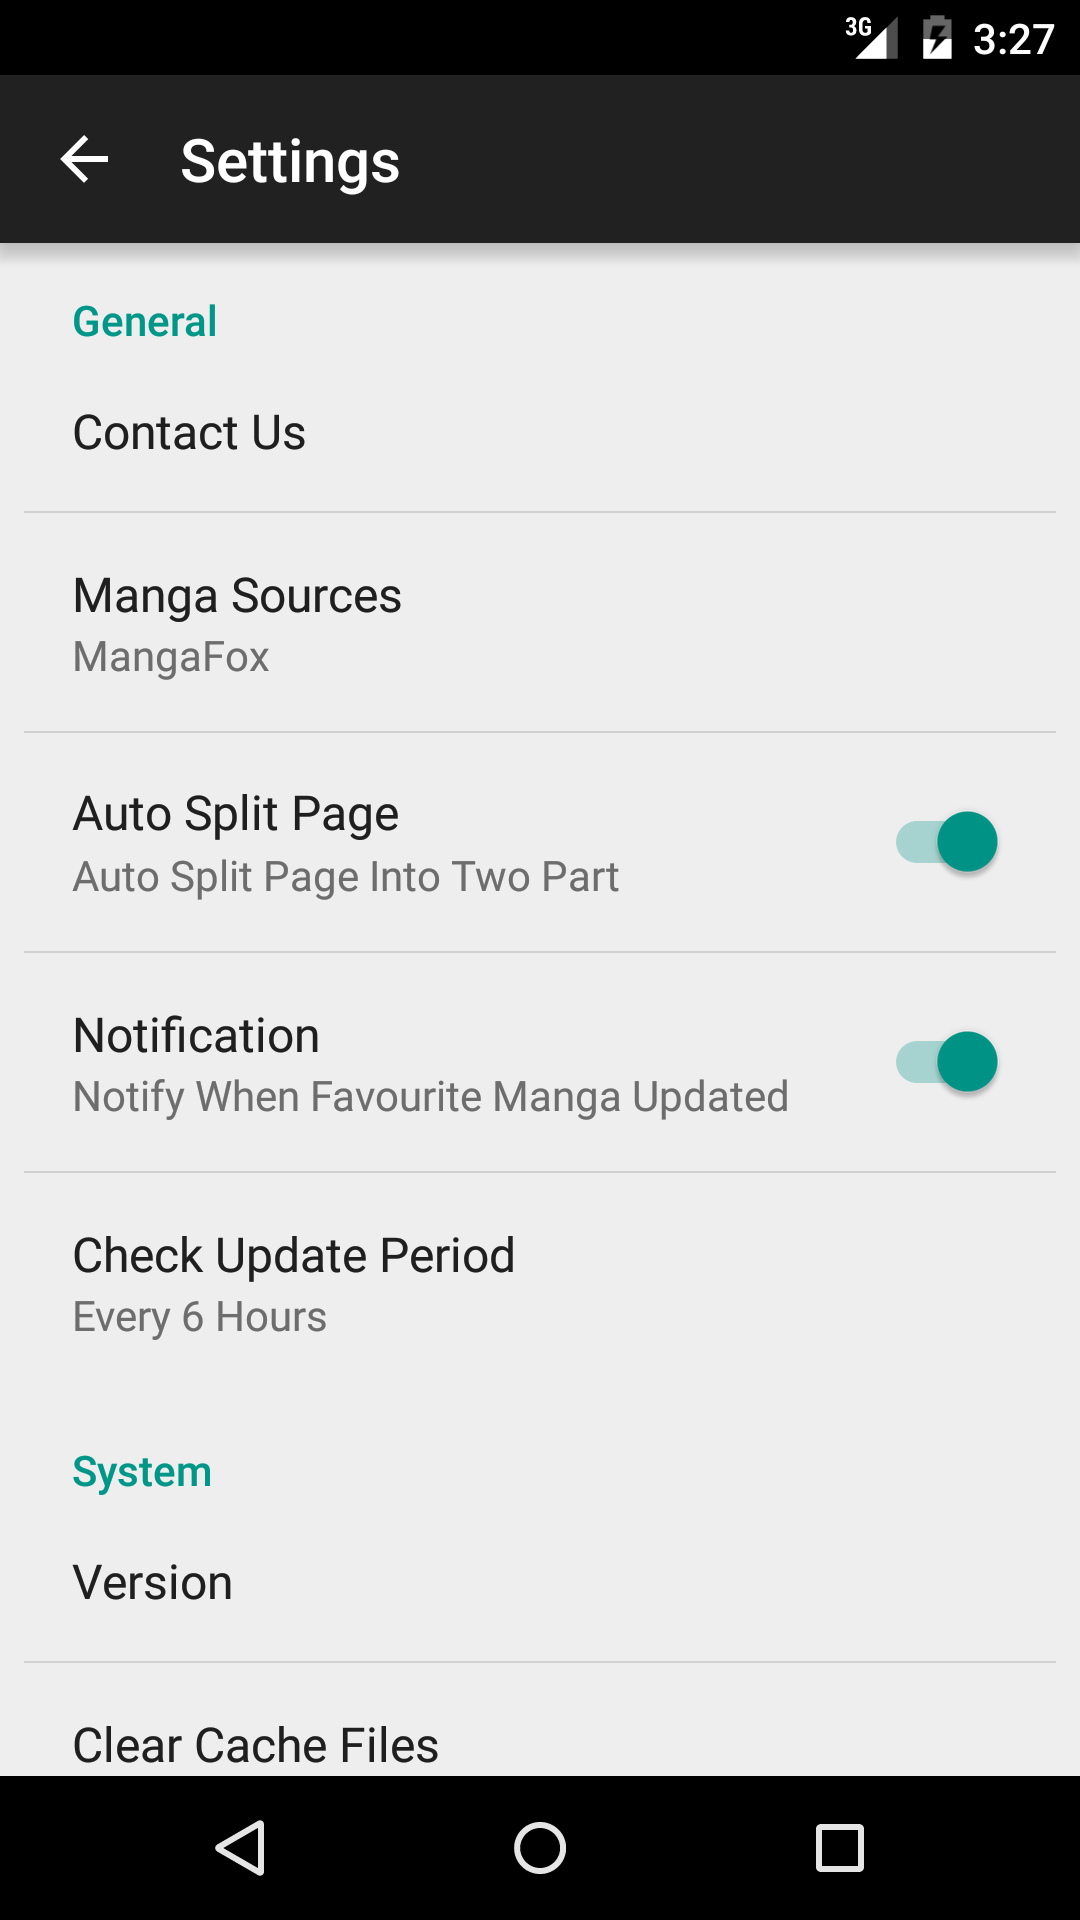 3G 3:27
Settings
General
Contact Us
Manga Sources
MangaFox
Auto Split Page
Auto Split Page Into Two Part
Notification
Notify When Favourite Manga Updated
Check Update Period
Every 6 Hours
System
Version
Clear Cache Files